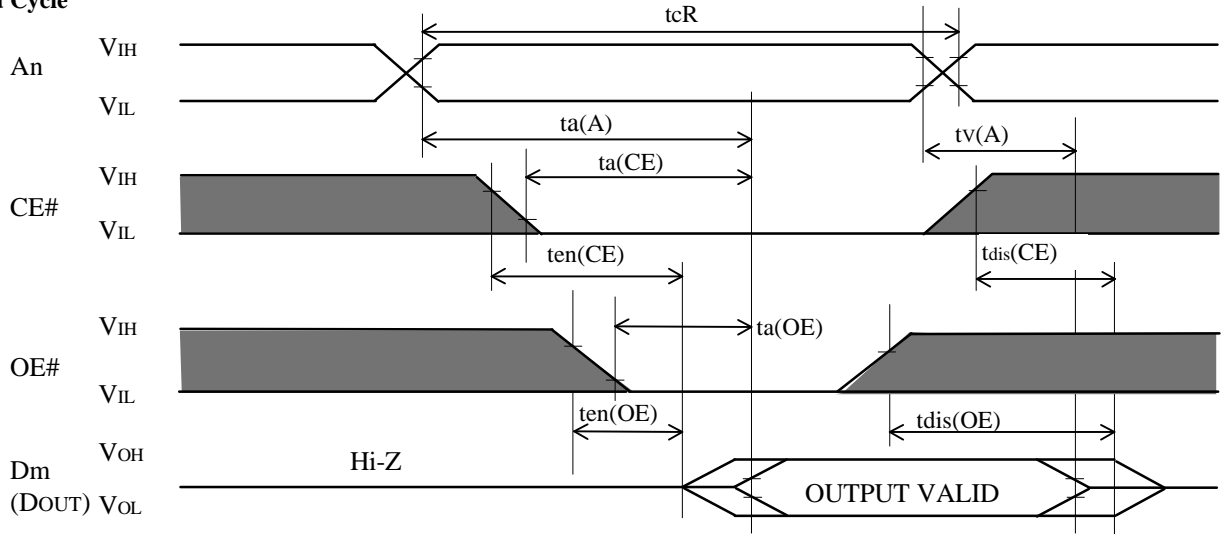 Cycle
tcR
An
VIH
VIL
ta(A)
tv(A)
ta(CE)
CE#
VIH
VIL
ten(CE)
tdis(CE)
OE#
VIH
VIL
ta(OE)
ten(OE)
tdis(OE)
Dm
(DOUT)
VOH
VOL
Hi-Z
OUTPUT VALID